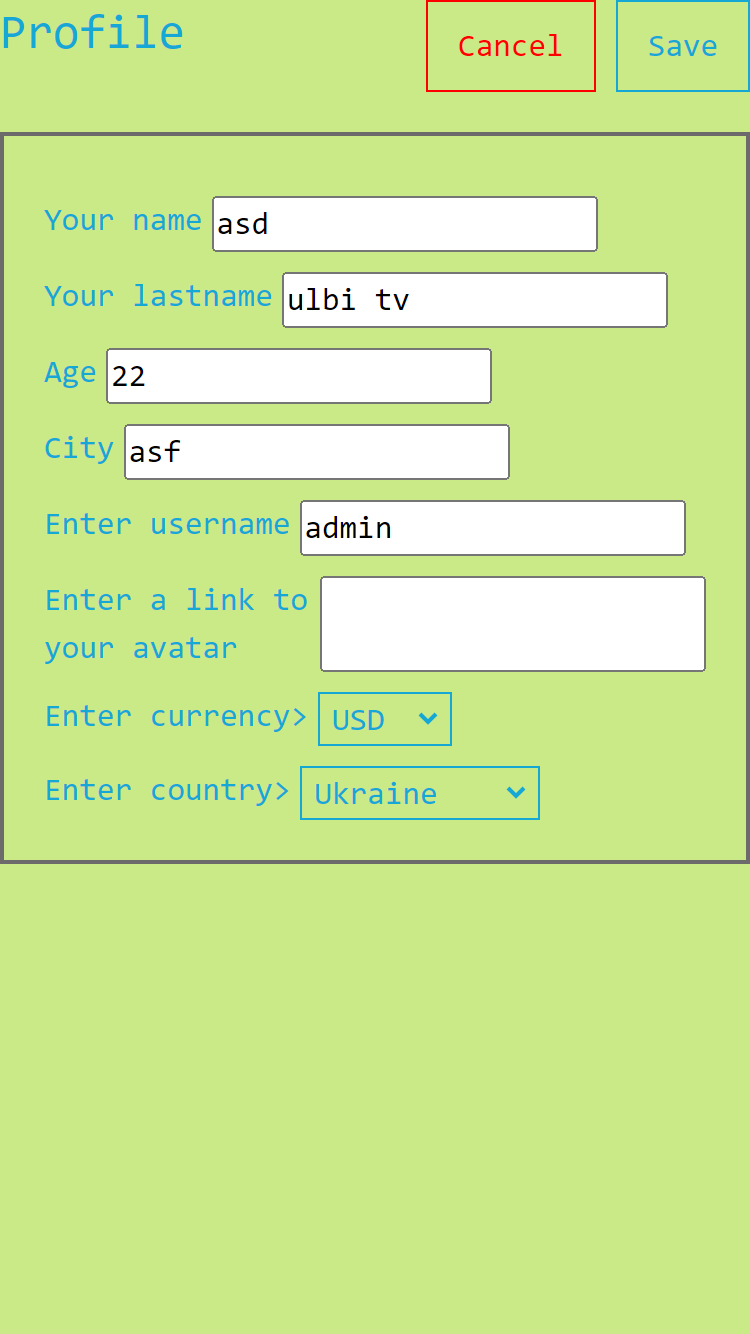 Profile
Cancel
Save
Your name asd
Your lastname ulbi tv
Age 22
City asf
Enter username admin
Enter a link to
your avatar
Enter currency> USD
Enter country> Ukraine